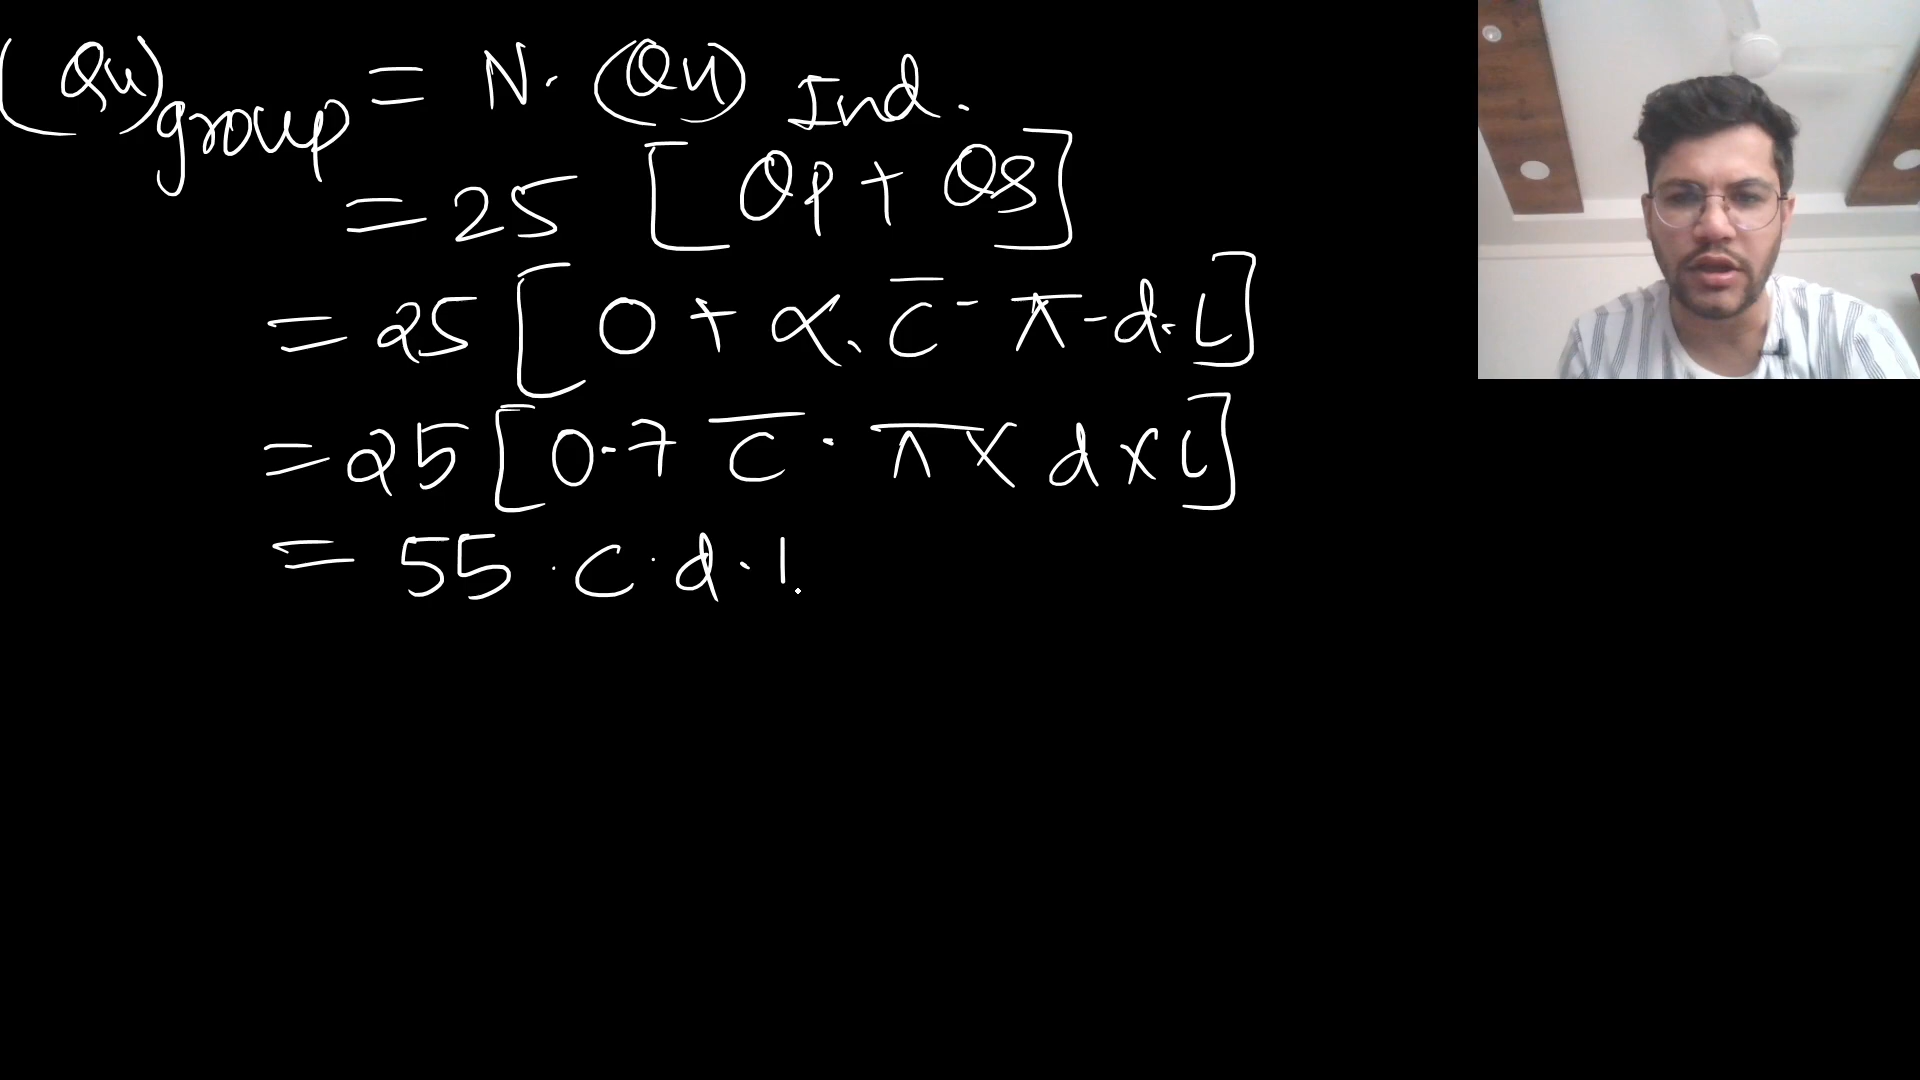 (Qu)group = N. (Qu) Ind.
= 25 [Qp + Qs]
= 25 [0 + α. c̄ - π - d. L]
= 25 [0.7 c̄ . π x d x L]
= 55 . c . d . l.